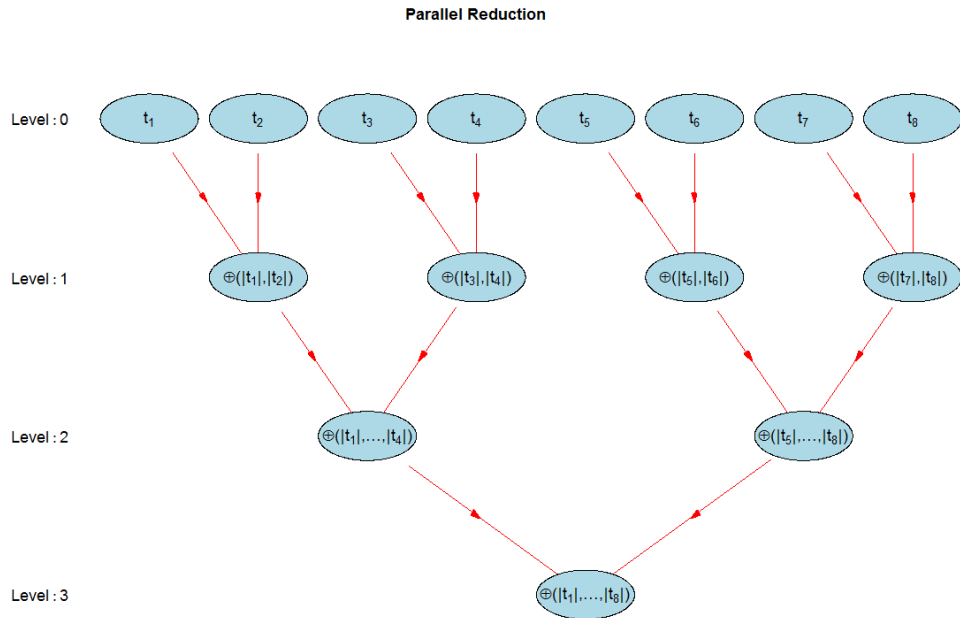 Parallel Reduction
Level : 0 t₁ t₂ t₃ t₄ t₅ t₆ t₇ t₈
Level : 1 ⊕(|t₁|,|t₂|) ⊕(|t₃|,|t₄|) ⊕(|t₅|,|t₆|) ⊕(|t₇|,|t₈|)
Level : 2 ⊕(|t₁|,…,|t₄|) ⊕(|t₅|,…,|t₈|)
Level : 3 ⊕(|t₁|,…,|t₈|)